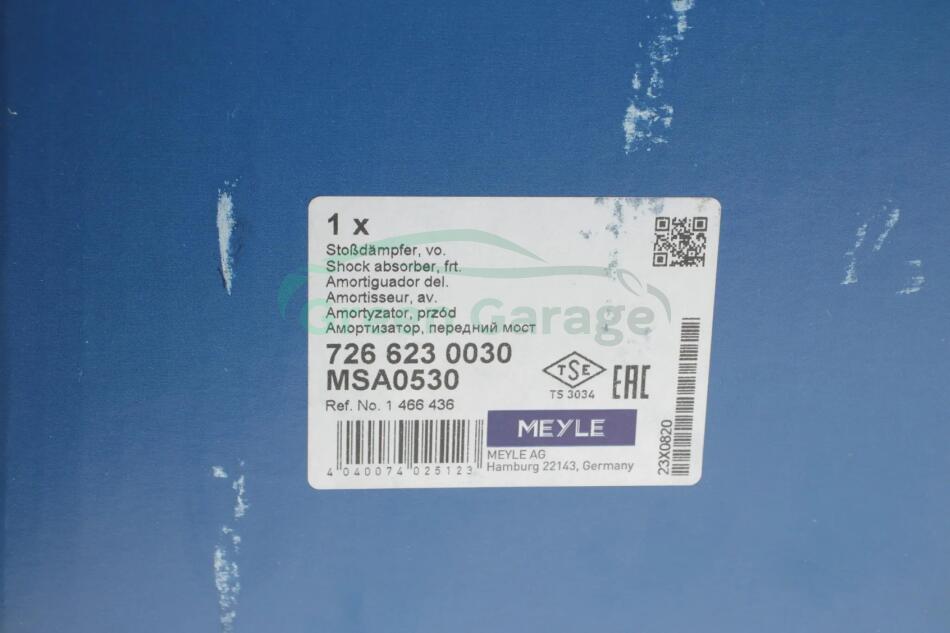 1 x
Stoßdämpfer, vo.
Shock absorber, frt.
Amortiguador del.
Amortisseur, av.
Amortyzator, przód
Амортизатор, передний мост
Green Garage
726 623 0030
MSA0530
Ref. No. 1 466 436
TSE
TS 3034
EAC
MEYLE
MEYLE AG
Hamburg 22143, Germany
4 040074 025123
23X0820